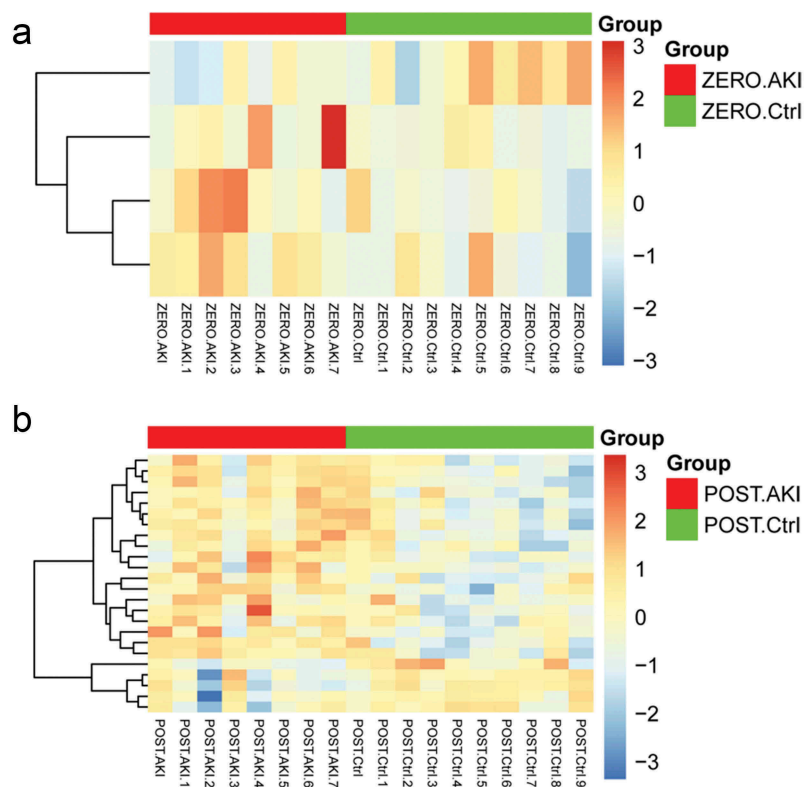 a
Group
3
2
1
0
−1
−2
−3
Group
ZERO.AKI
ZERO.Ctrl
ZERO.AKI
ZERO.AKI.1
ZERO.AKI.2
ZERO.AKI.3
ZERO.AKI.4
ZERO.AKI.5
ZERO.AKI.6
ZERO.AKI.7
ZERO.Ctrl
ZERO.Ctrl.1
ZERO.Ctrl.2
ZERO.Ctrl.3
ZERO.Ctrl.4
ZERO.Ctrl.5
ZERO.Ctrl.6
ZERO.Ctrl.7
ZERO.Ctrl.8
ZERO.Ctrl.9
b
Group
3
2
1
0
−1
−2
−3
Group
POST.AKI
POST.Ctrl
POST.AKI
POST.AKI.1
POST.AKI.2
POST.AKI.3
POST.AKI.4
POST.AKI.5
POST.AKI.6
POST.AKI.7
POST.Ctrl
POST.Ctrl.1
POST.Ctrl.2
POST.Ctrl.3
POST.Ctrl.4
POST.Ctrl.5
POST.Ctrl.6
POST.Ctrl.7
POST.Ctrl.8
POST.Ctrl.9